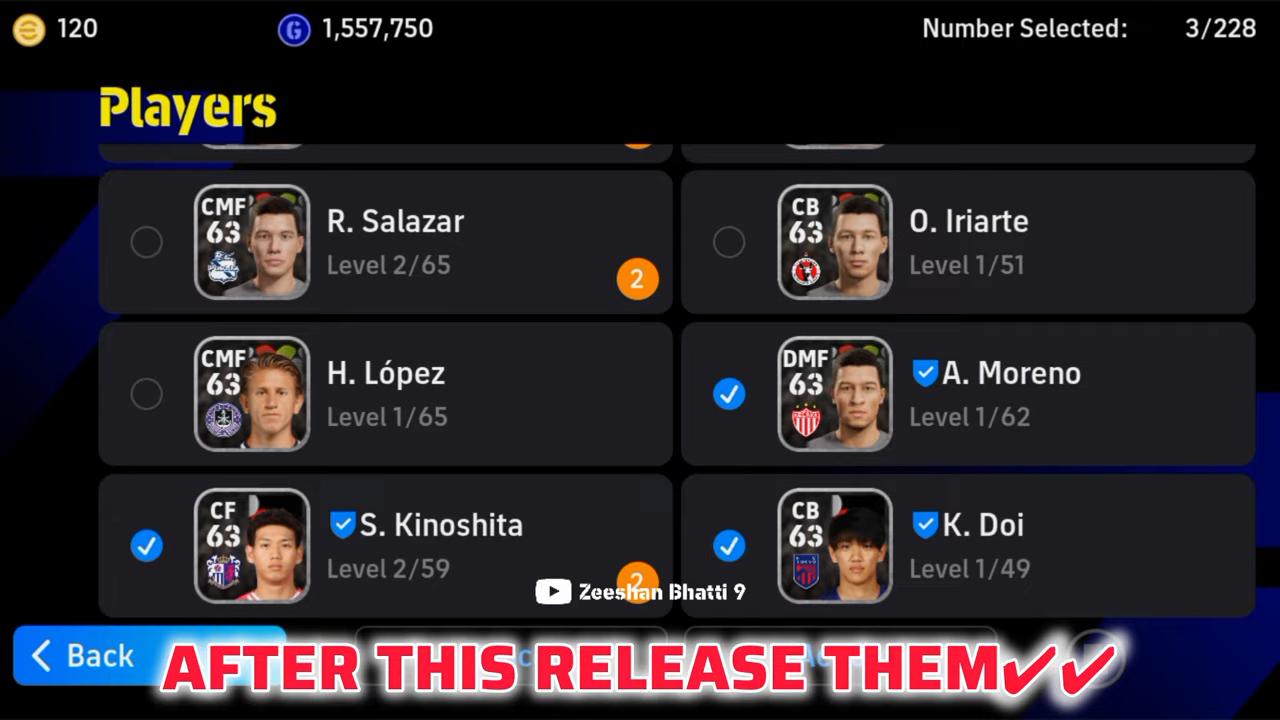 120
1,557,750
Number Selected: 3/228
Players
CMF
63
R. Salazar
Level 2/65
2
CB
63
O. Iriarte
Level 1/51
CMF
63
H. López
Level 1/65
DMF
63
A. Moreno
Level 1/62
CF
63
S. Kinoshita
Level 2/59
2
CB
63
K. Doi
Level 1/49
Zeeshan Bhatti 9
Back
AFTER THIS RELEASE THEM✓✓